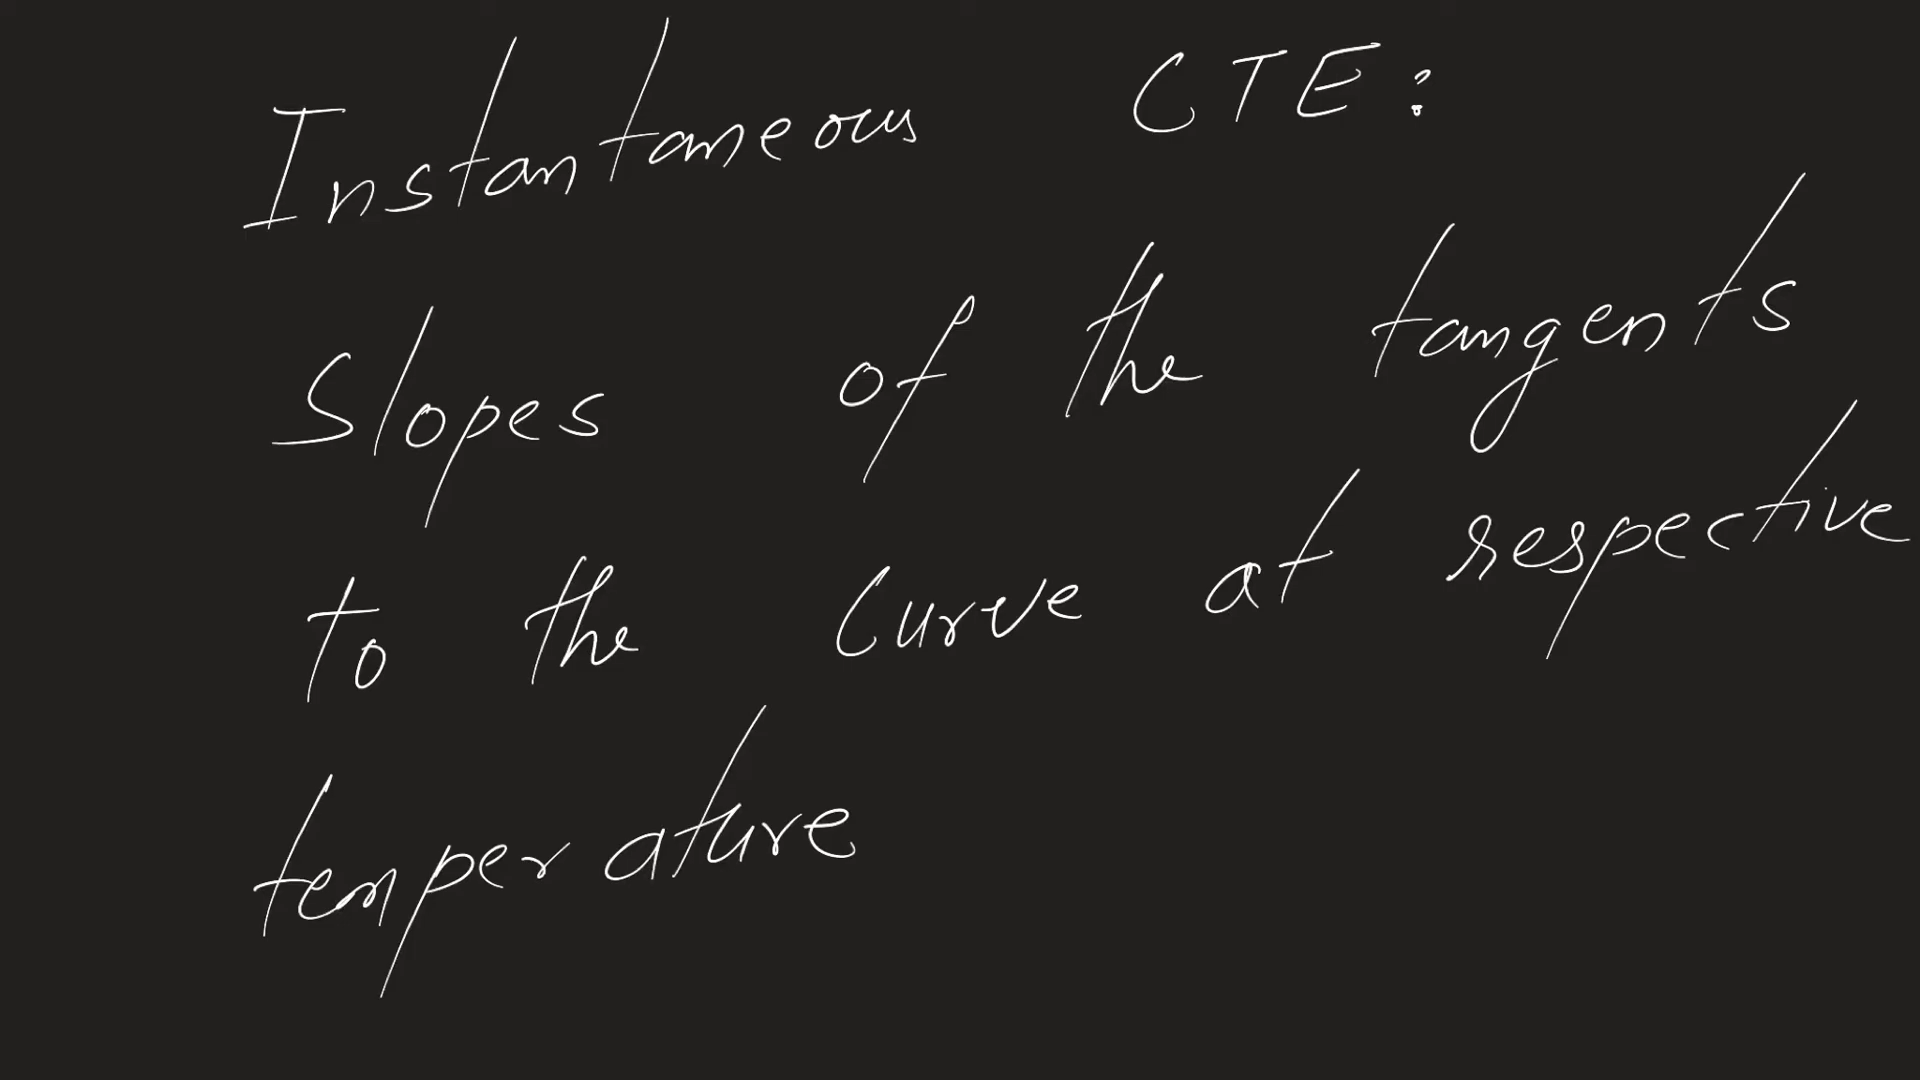 Instantaneous CTE:
Slopes of the tangents
to the curve at respective
temperature